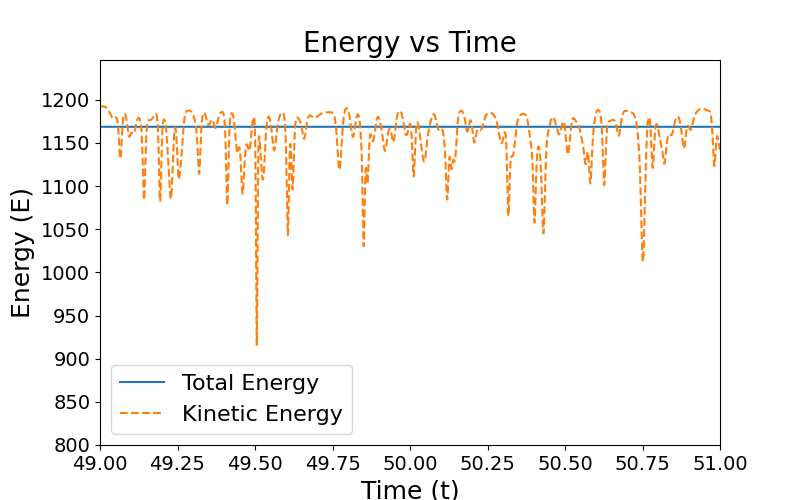 Energy vs Time
Energy (E)
1200
1150
1100
1050
1000
950
900
850
800
Total Energy
Kinetic Energy
49.00 49.25 49.50 49.75 50.00 50.25 50.50 50.75 51.00
Time (t)